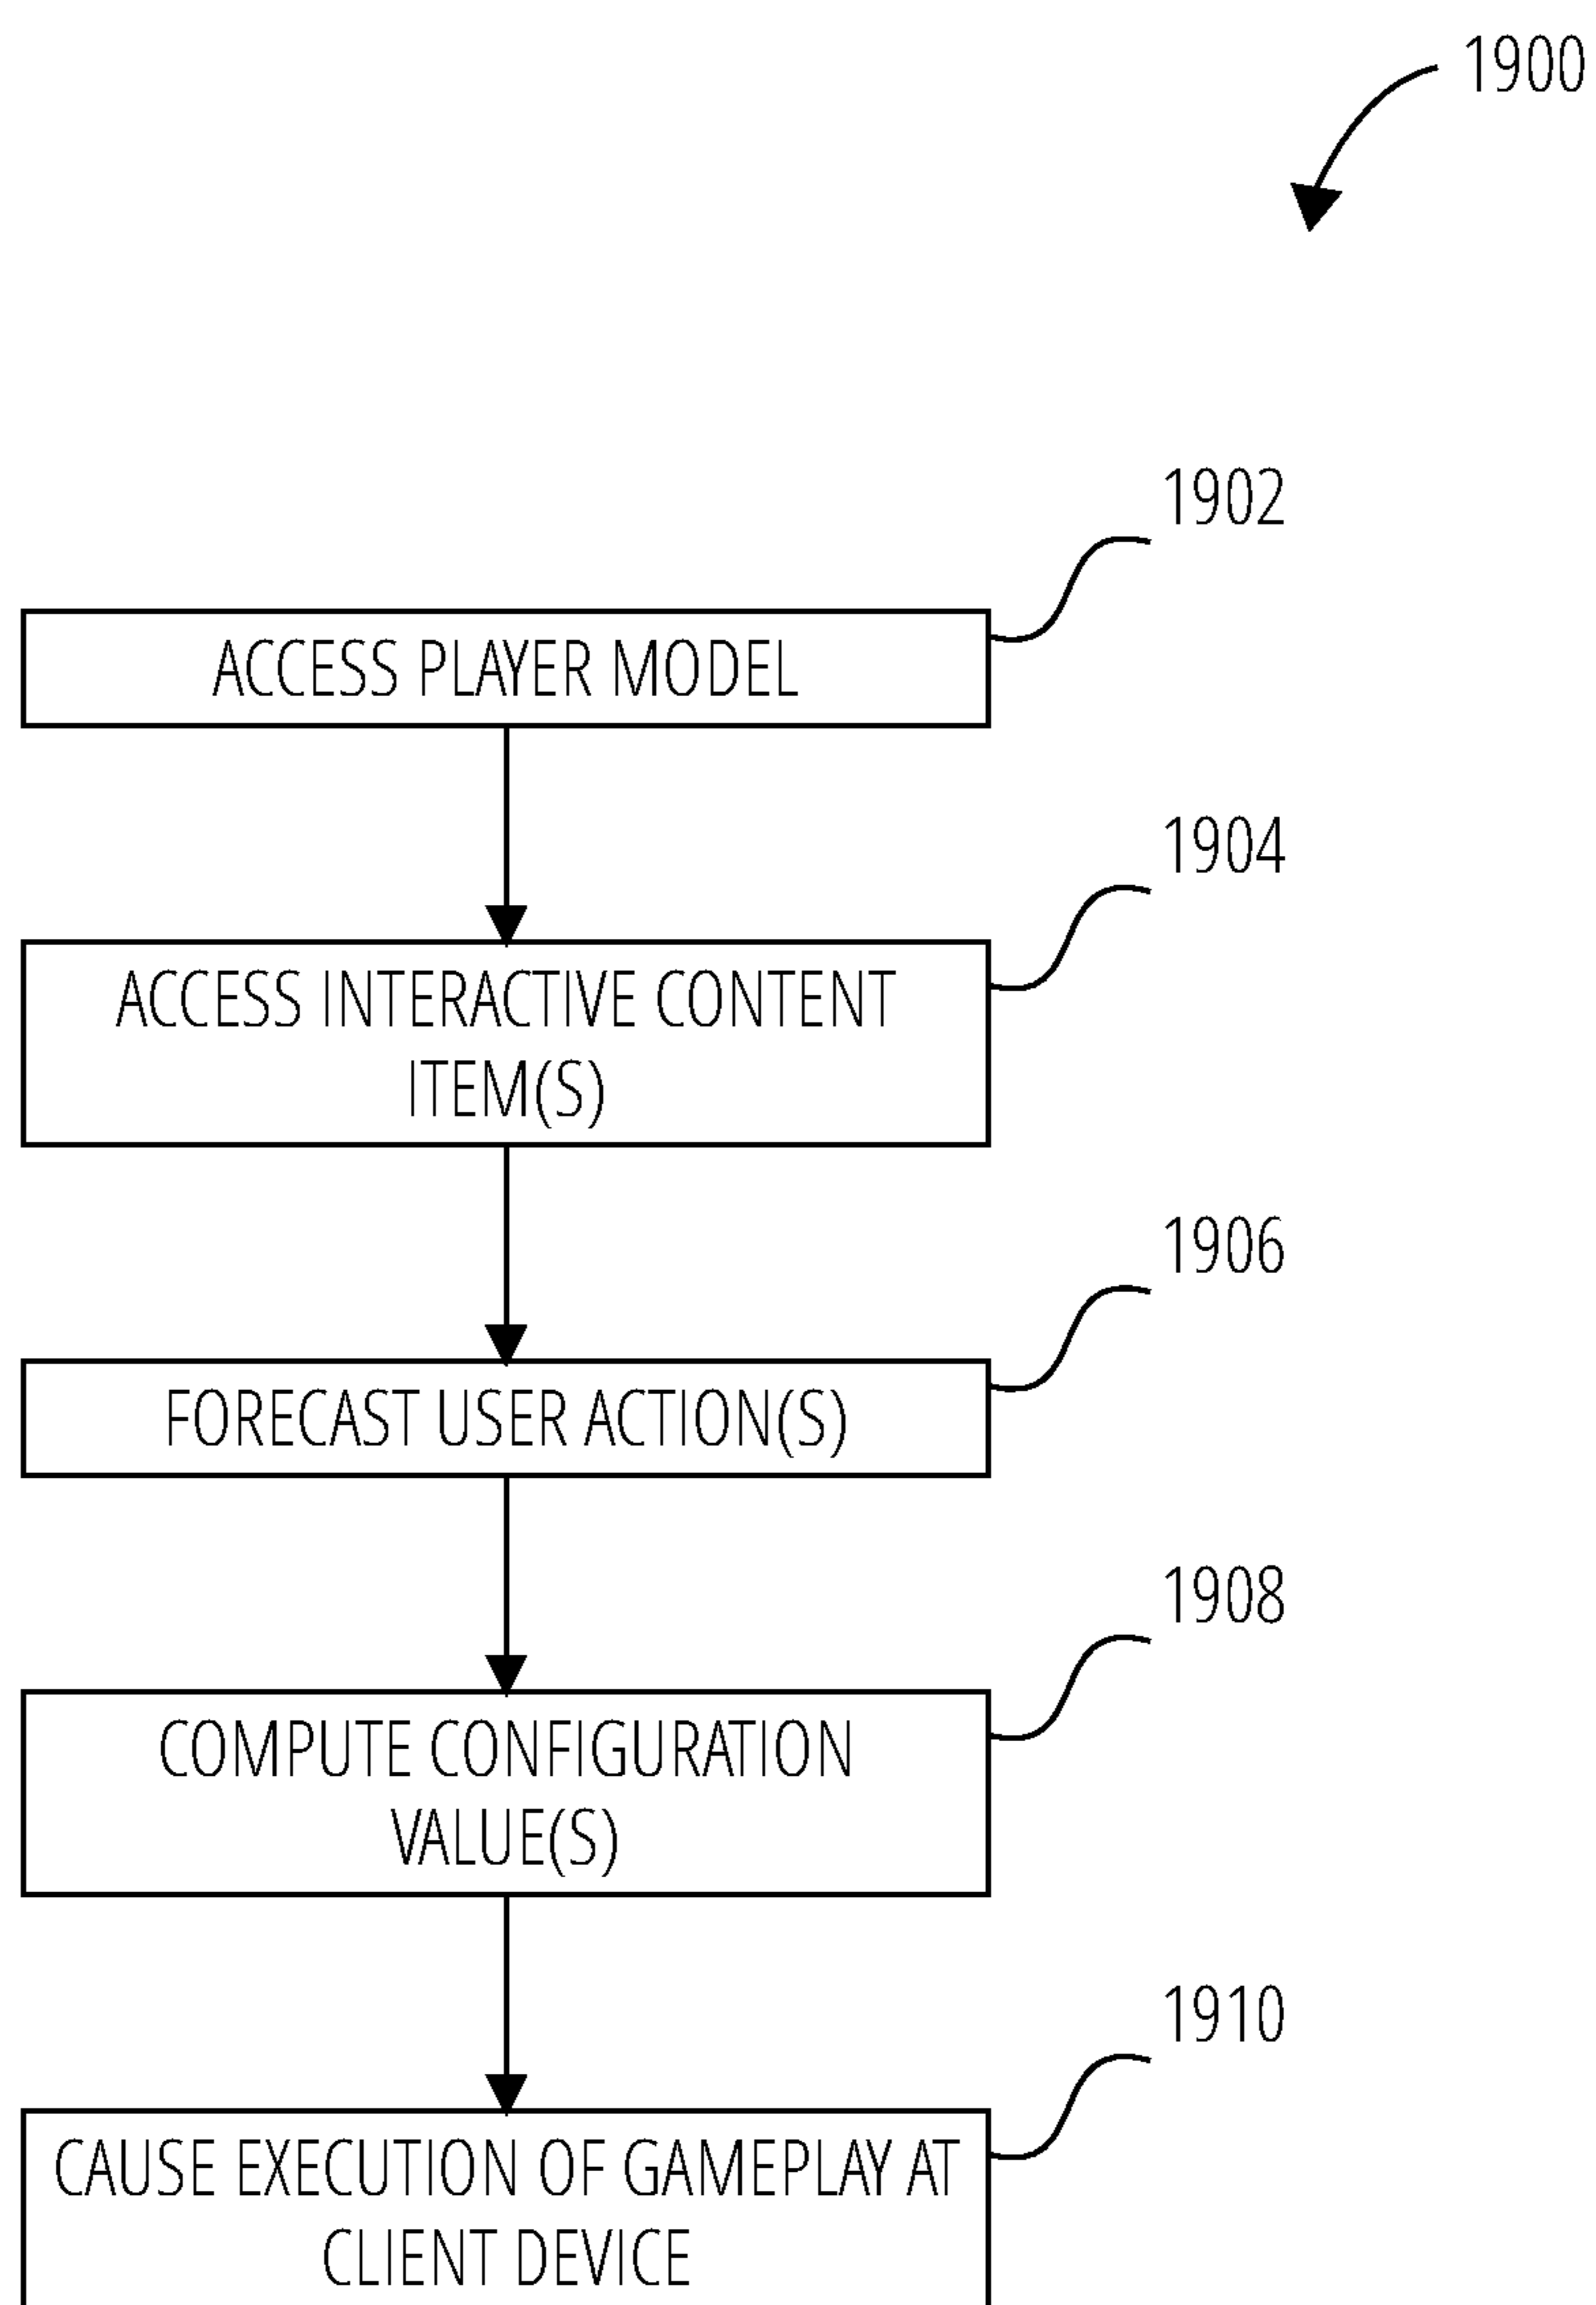 1900
1902
ACCESS PLAYER MODEL
1904
ACCESS INTERACTIVE CONTENT
ITEM(S)
1906
FORECAST USER ACTION(S)
1908
COMPUTE CONFIGURATION
VALUE(S)
1910
CAUSE EXECUTION OF GAMEPLAY AT
CLIENT DEVICE